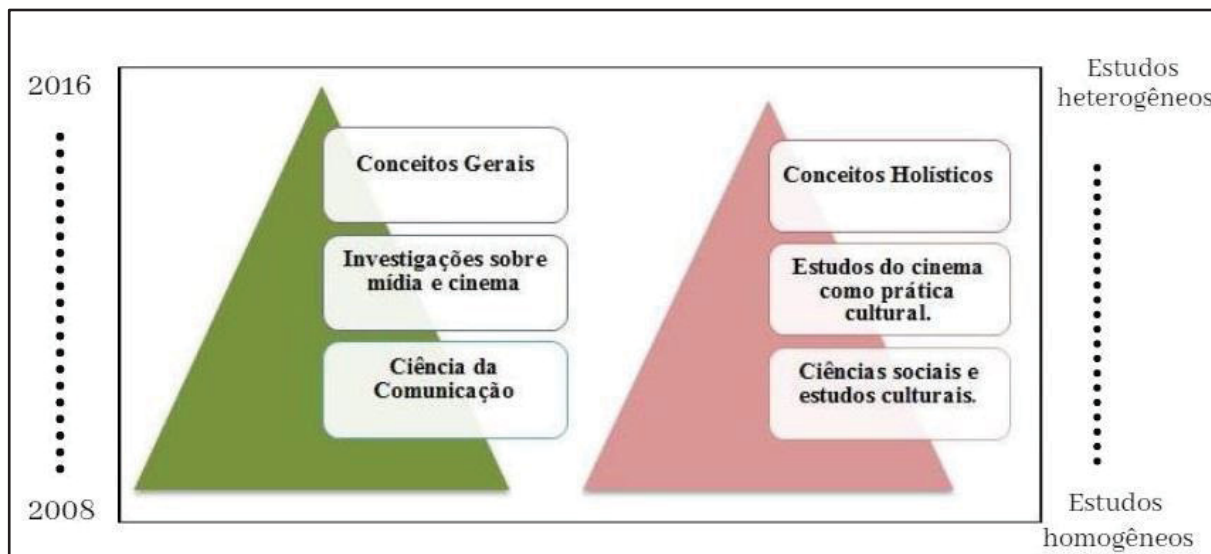 2016
2008
Conceitos Gerais
Investigações sobre
mídia e cinema
Ciência da
Comunicação
Conceitos Holísticos
Estudos do cinema
como prática
cultural.
Ciências sociais e
estudos culturais.
Estudos
heterogêneos
Estudos
homogêneos